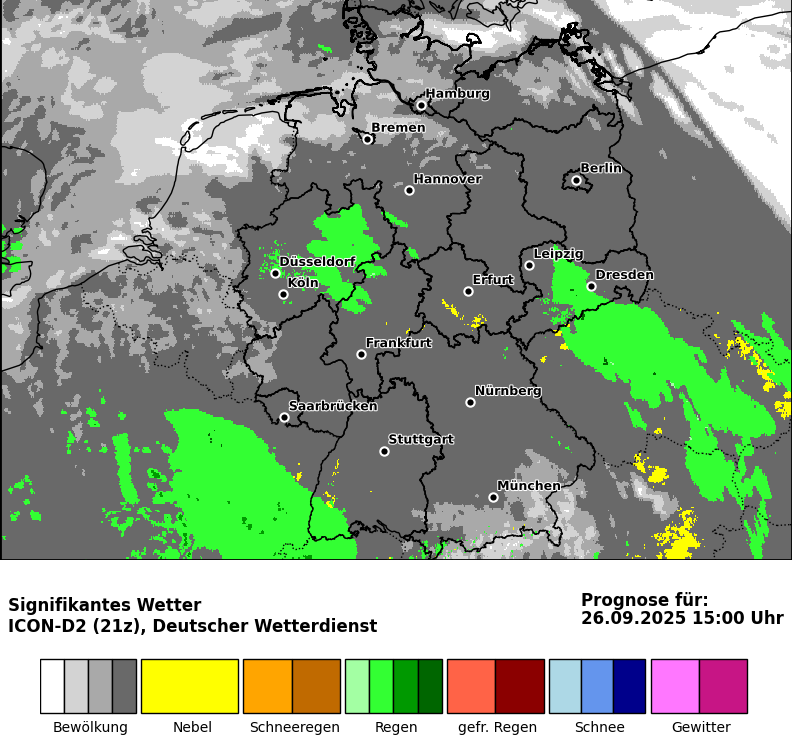 Hamburg
Bremen
Berlin
Hannover
Leipzig
Düsseldorf
Dresden
Köln
Erfurt
Frankfurt
Nürnberg
Saarbrücken
Stuttgart
München
Signifikantes Wetter
ICON-D2 (21z), Deutscher Wetterdienst
Prognose für:
26.09.2025 15:00 Uhr
Bewölkung Nebel Schneeregen Regen gefr. Regen Schnee Gewitter